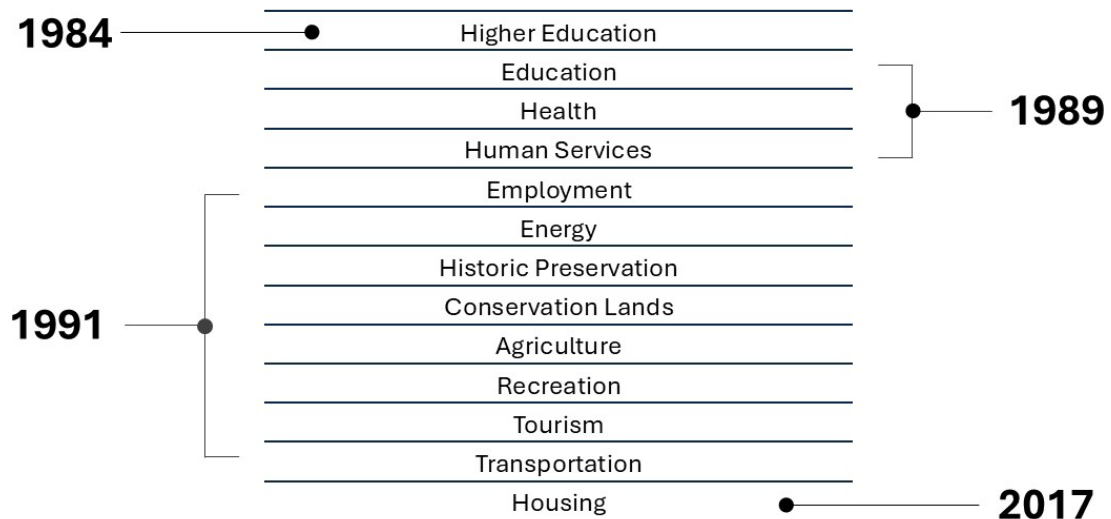 1984
Higher Education
Education
Health
1989
Human Services
Employment
Energy
Historic Preservation
Conservation Lands
1991
Agriculture
Recreation
Tourism
Transportation
Housing
2017